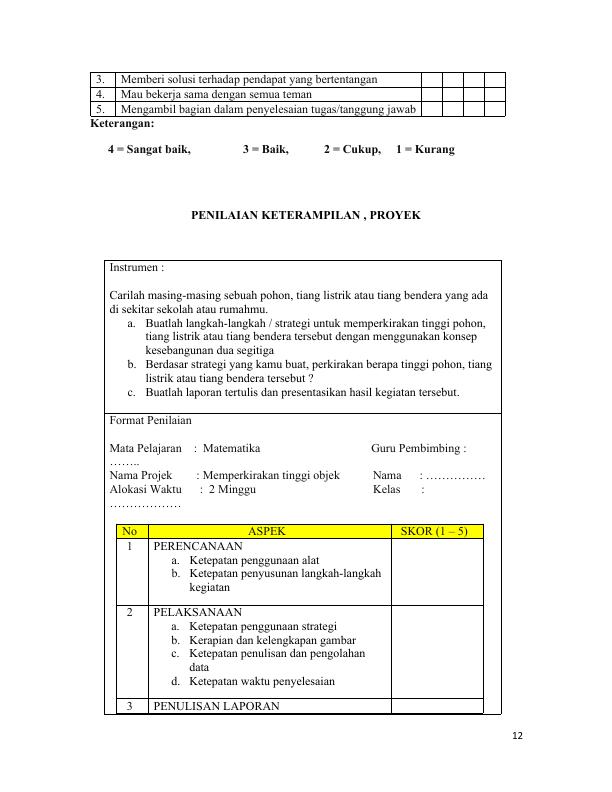 3. Memberi solusi terhadap pendapat yang bertentangan
4. Mau bekerja sama dengan semua teman
5. Mengambil bagian dalam penyelesaian tugas/tanggung jawab
Keterangan:
4 = Sangat baik, 3 = Baik, 2 = Cukup, 1 = Kurang
PENILAIAN KETERAMPILAN , PROYEK
Instrumen :
Carilah masing-masing sebuah pohon, tiang listrik atau tiang bendera yang ada
di sekitar sekolah atau rumahmu.
a. Buatlah langkah-langkah / strategi untuk memperkirakan tinggi pohon,
tiang listrik atau tiang bendera tersebut dengan menggunakan konsep
kesebangunan dua segitiga
b. Berdasar strategi yang kamu buat, perkirakan berapa tinggi pohon, tiang
listrik atau tiang bendera tersebut ?
c. Buatlah laporan tertulis dan presentasikan hasil kegiatan tersebut.
Format Penilaian
Mata Pelajaran : Matematika Guru Pembimbing :
……..
Nama Projek : Memperkirakan tinggi objek Nama : ……………
Alokasi Waktu : 2 Minggu Kelas :
………………
No ASPEK SKOR (1 – 5)
1 PERENCANAAN
a. Ketepatan penggunaan alat
b. Ketepatan penyusunan langkah-langkah
kegiatan
2 PELAKSANAAN
a. Ketepatan penggunaan strategi
b. Kerapian dan kelengkapan gambar
c. Ketepatan penulisan dan pengolahan
data
d. Ketepatan waktu penyelesaian
3 PENULISAN LAPORAN
12